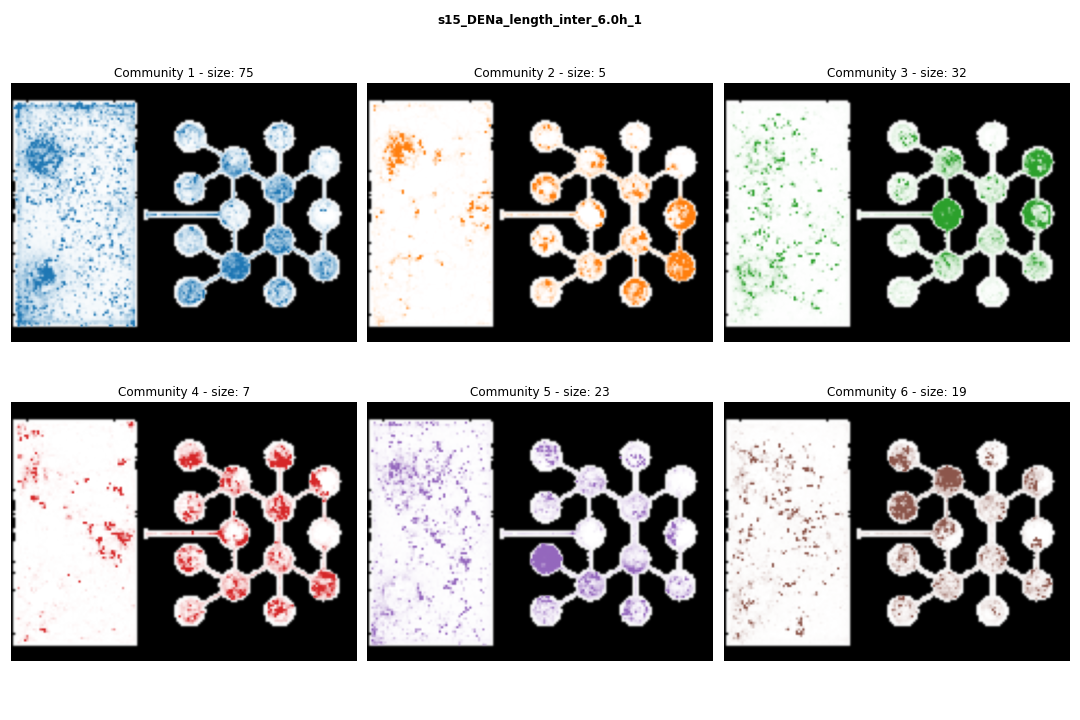 s15_DENa_length_inter_6.0h_1
Community 1 - size: 75
Community 2 - size: 5
Community 3 - size: 32
Community 4 - size: 7
Community 5 - size: 23
Community 6 - size: 19